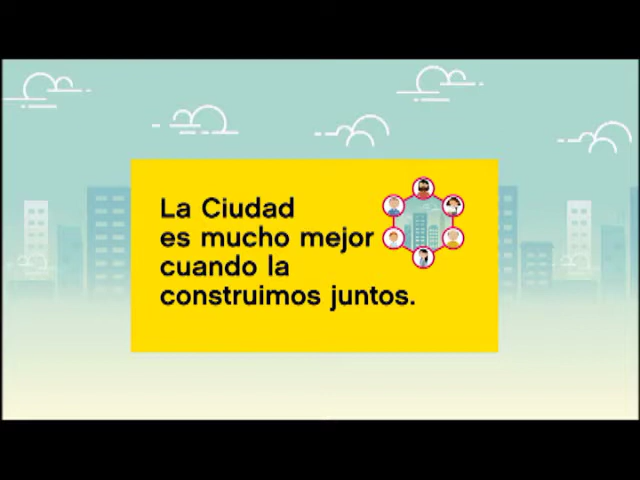 La Ciudad
es mucho mejor
cuando la
construimos juntos.